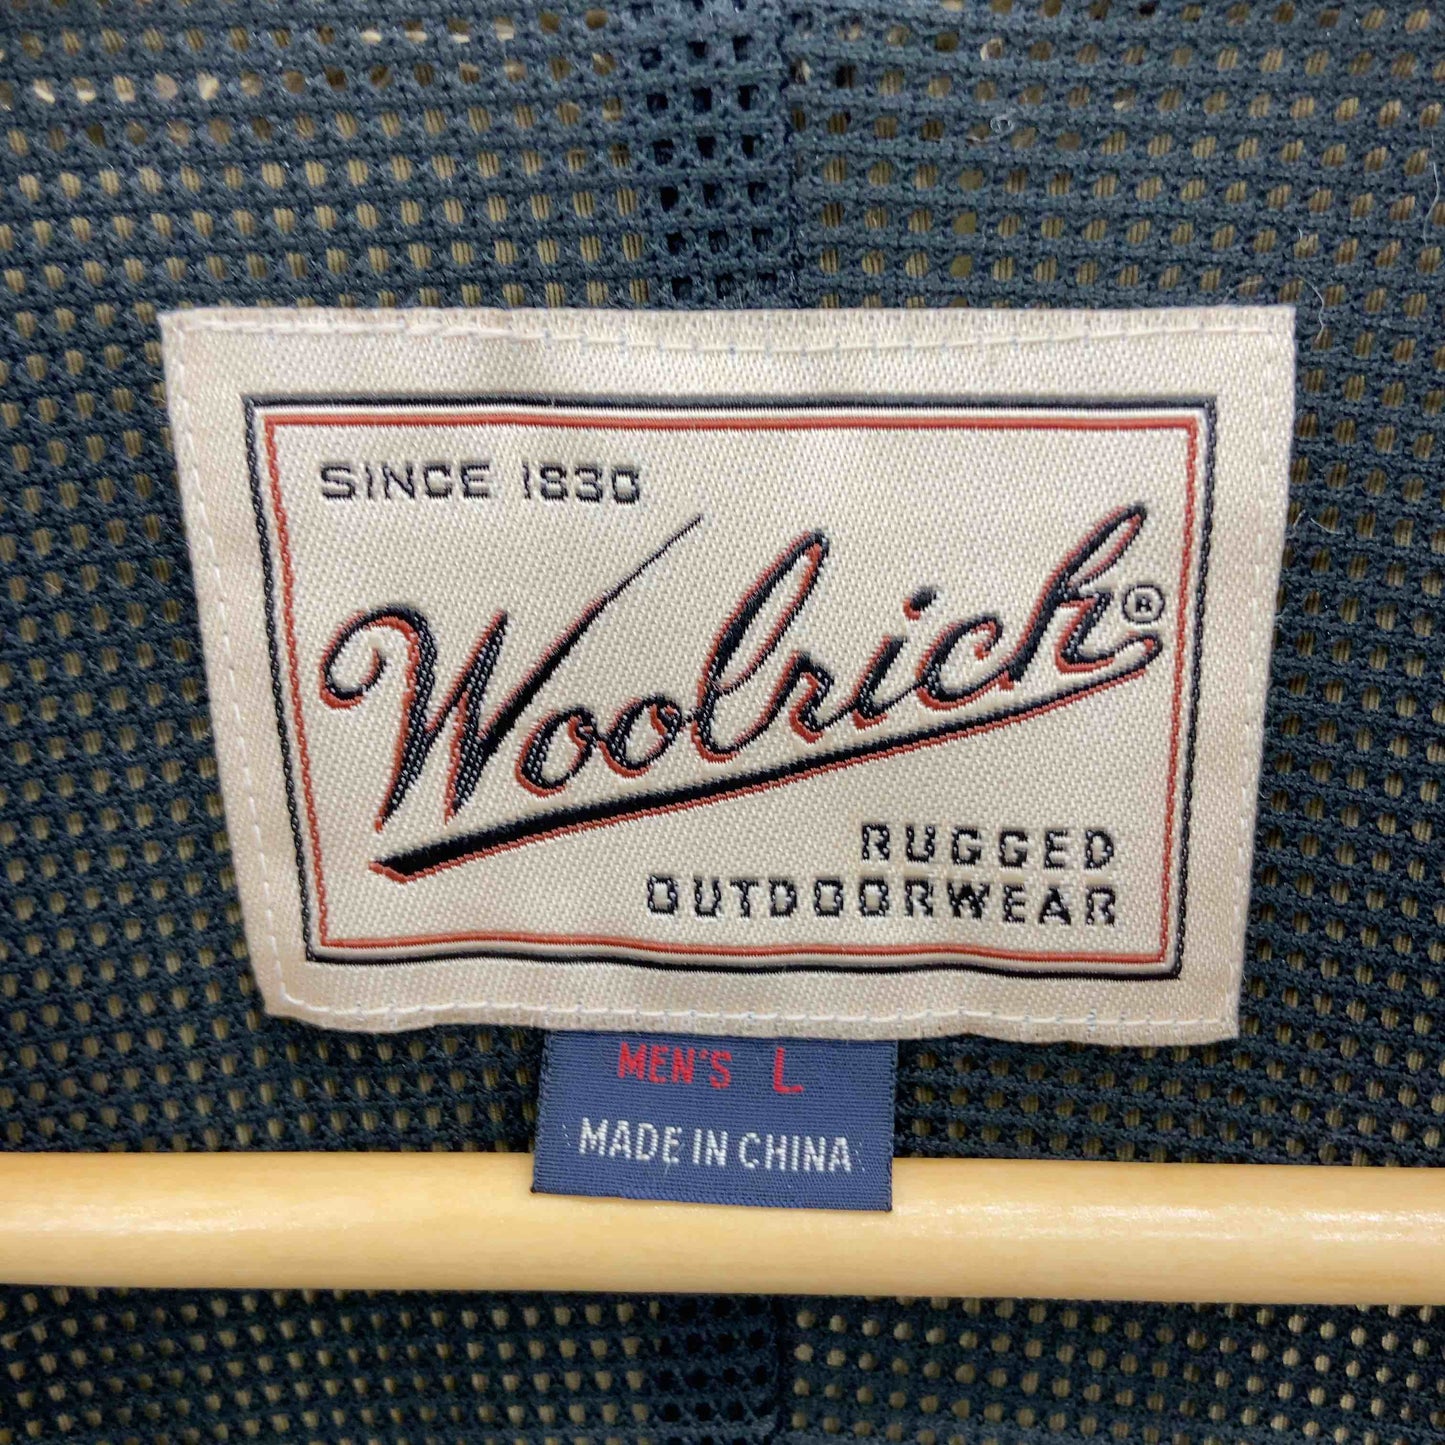 SINCE 1830
Woolrich®
RUGGED
OUTDOORWEAR
MEN'S L
MADE IN CHINA